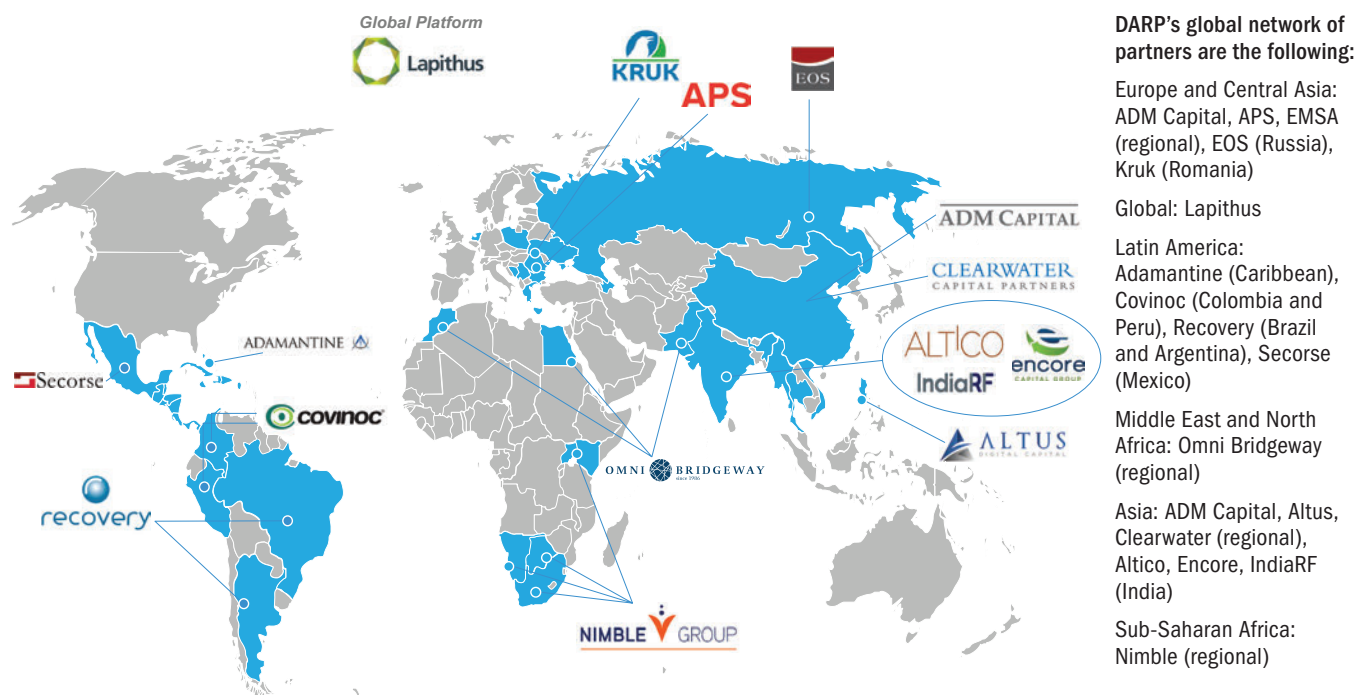 Global Platform
Lapithus
KRUK
APS
EOS
ADM CAPITAL
CLEARWATER
CAPITAL PARTNERS
ALTICO
encore
CAPITAL GROUP
IndiaRF
ALTUS
DIGITAL CAPITAL
ADAMANTINE
Secorse
COVINOC
recovery
OMNI BRIDGEWAY
since 1986
NIMBLE GROUP
DARP’s global network of
partners are the following:
Europe and Central Asia:
ADM Capital, APS, EMSA
(regional), EOS (Russia),
Kruk (Romania)
Global: Lapithus
Latin America:
Adamantine (Caribbean),
Covinoc (Colombia and
Peru), Recovery (Brazil
and Argentina), Secorse
(Mexico)
Middle East and North
Africa: Omni Bridgeway
(regional)
Asia: ADM Capital, Altus,
Clearwater (regional),
Altico, Encore, IndiaRF
(India)
Sub-Saharan Africa:
Nimble (regional)